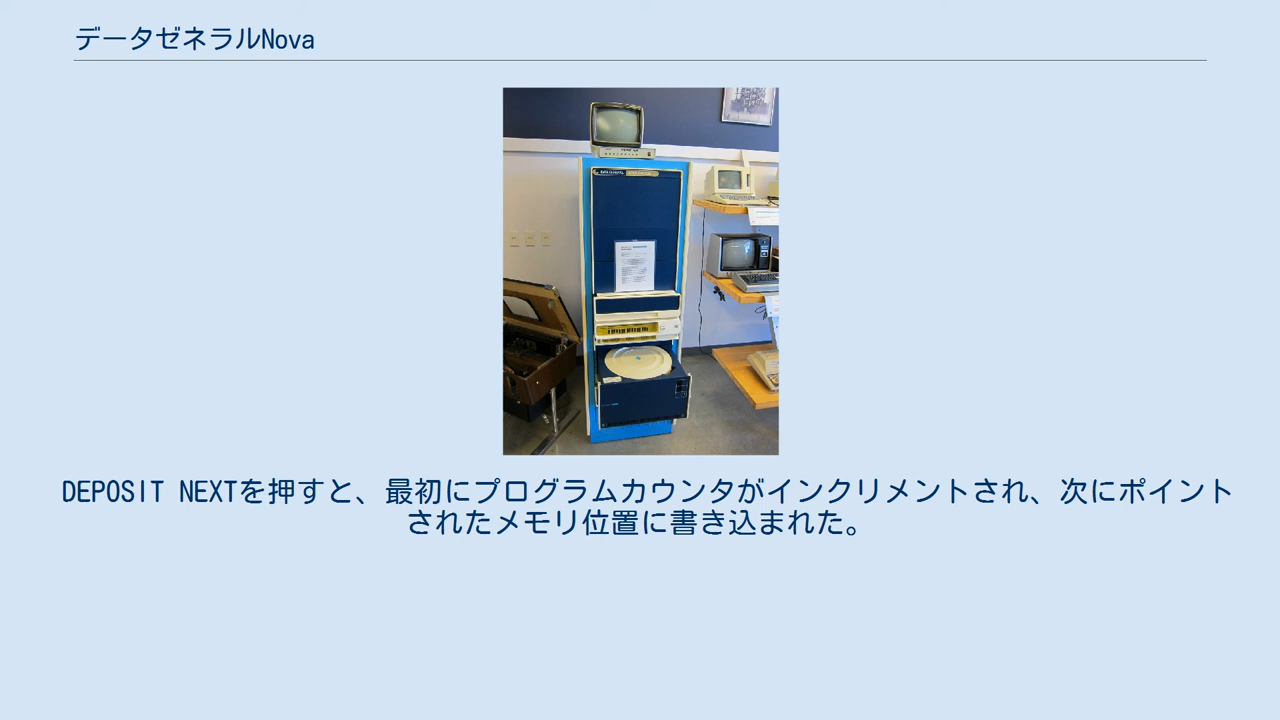 データゼネラルNova
DEPOSIT NEXTを押すと、最初にプログラムカウンタがインクリメントされ、次にポイント
されたメモリ位置に書き込まれた。